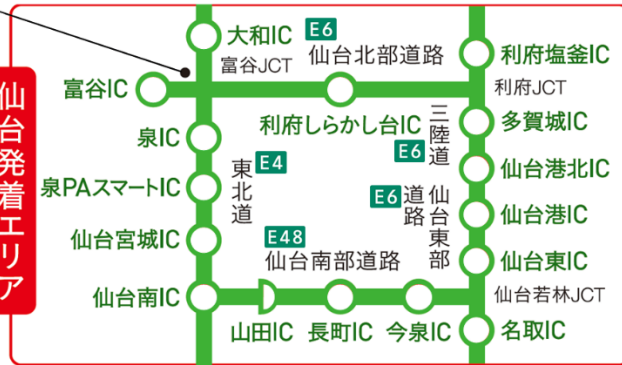 仙台発着エリア
大和IC
E6
仙台北部道路
利府塩釜IC
富谷JCT
富谷IC
利府JCT
泉IC
利府しらかし台IC
三陸道
E6
多賀城IC
東北道
E4
仙台港北IC
泉PAスマートIC
E6
仙台東部道路
仙台港IC
仙台宮城IC
E48
仙台南部道路
仙台東IC
仙台南IC
仙台若林JCT
山田IC
長町IC
今泉IC
名取IC